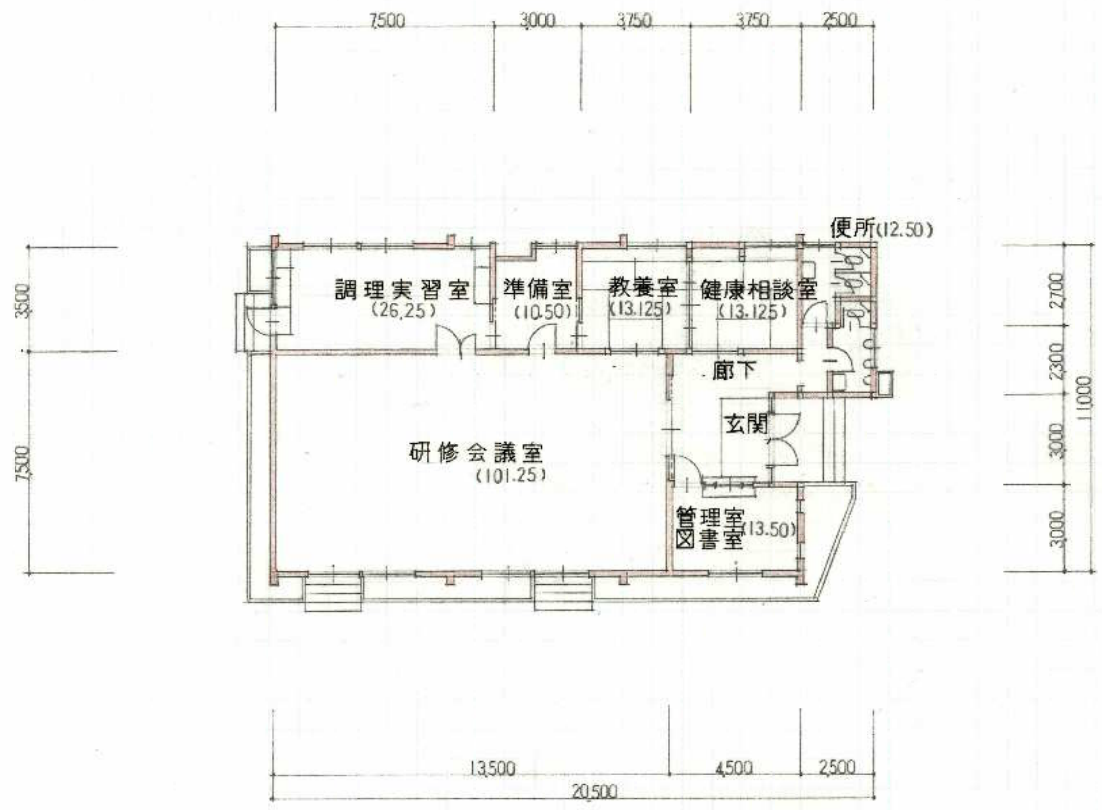 7,500
3,000
3,750
3,750
2,500
便所(12.50)
調理実習室
(26.25)
準備室
(10.50)
教養室
(13.125)
健康相談室
(13.125)
廊下
玄関
研修会議室
(101.25)
管理室
図書室
(13.50)
3,500
7,500
2,700
2,300
3,000
3,000
11,000
13,500
4,500
2,500
20,500